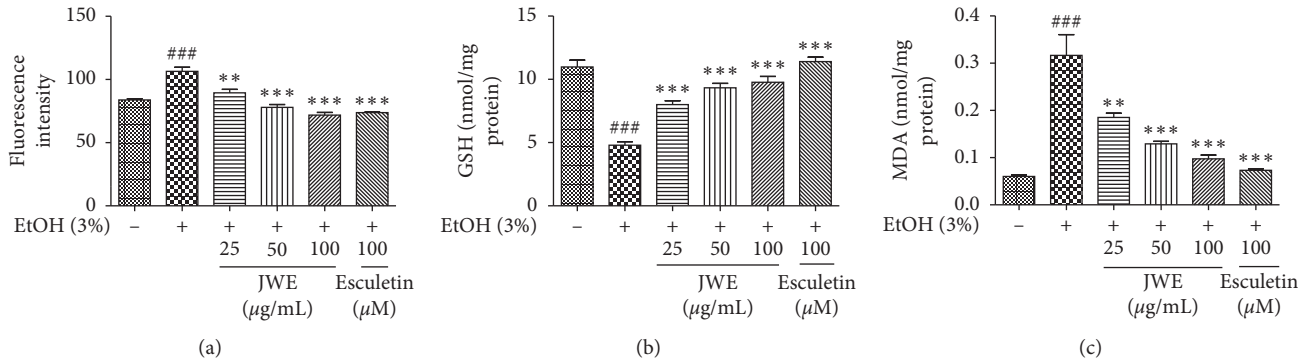 Fluorescence
intensity
150
100
50
0
###
**
***
***
***
EtOH (3%)
– + + + + +
25 50 100 100
JWE
(μg/mL)
Esculetin
(μM)
(a)
GSH (nmol/mg
protein)
15
10
5
0
###
***
***
***
***
EtOH (3%)
– + + + + +
25 50 100 100
JWE
(μg/mL)
Esculetin
(μM)
(b)
MDA (nmol/mg
protein)
0.4
0.3
0.2
0.1
0.0
###
**
***
***
***
EtOH (3%)
– + + + + +
25 50 100 100
JWE
(μg/mL)
Esculetin
(μM)
(c)